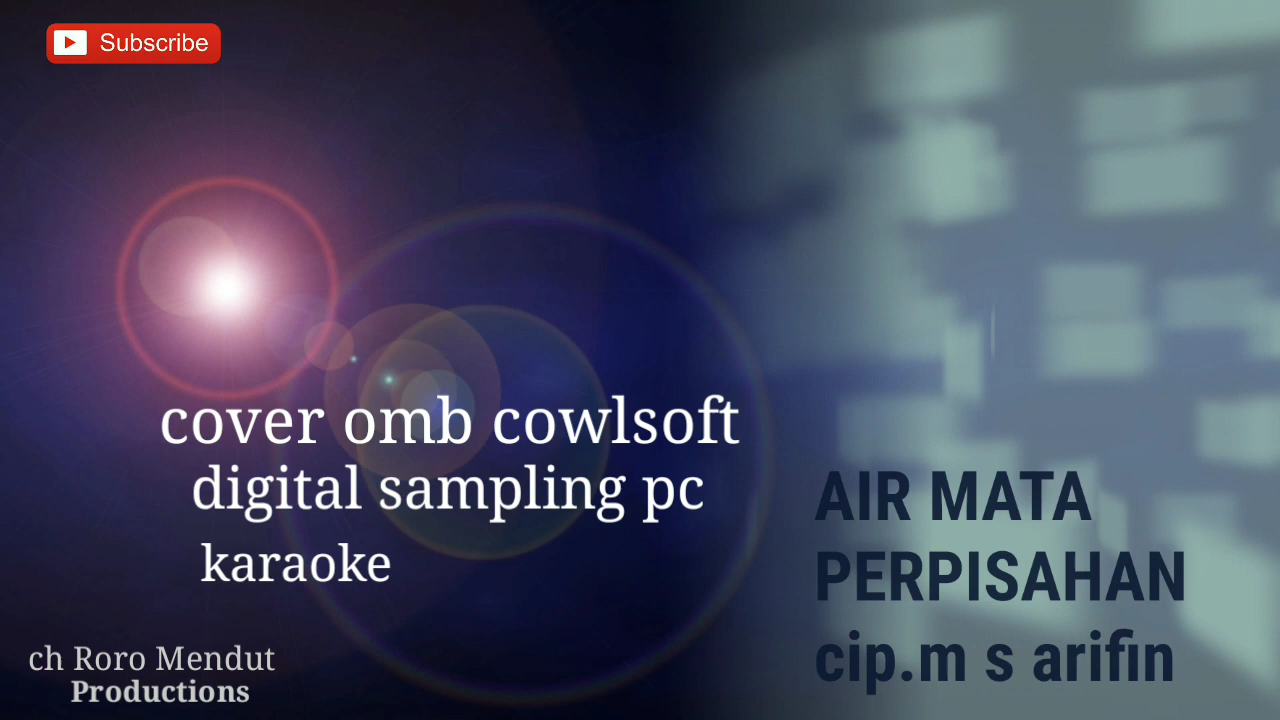 Subscribe
cover omb cowlsoft
digital sampling pc
karaoke
AIR MATA
PERPISAHAN
cip.m s arifin
ch Roro Mendut
Productions